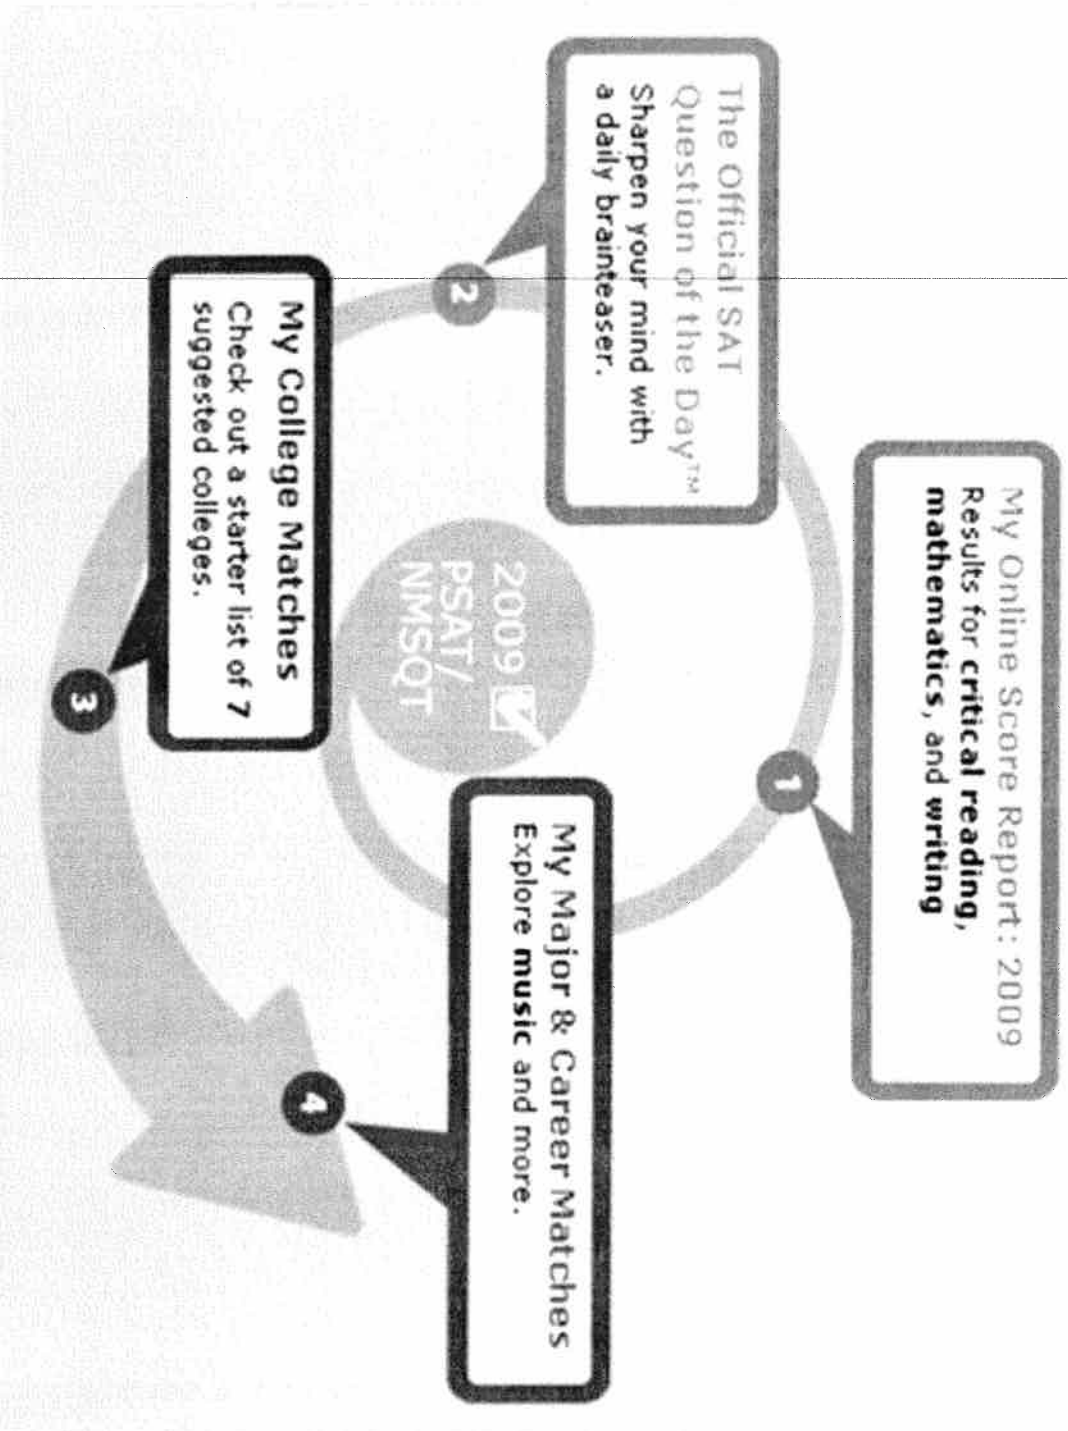 My Online Score Report: 2009
Results for critical reading,
mathematics, and writing
1
The Official SAT
Question of the Day™
Sharpen your mind with
a daily brainteaser.
2
2009
PSAT/
NMSQT
My College Matches
Check out a starter list of 7
suggested colleges.
3
My Major & Career Matches
Explore music and more.
4